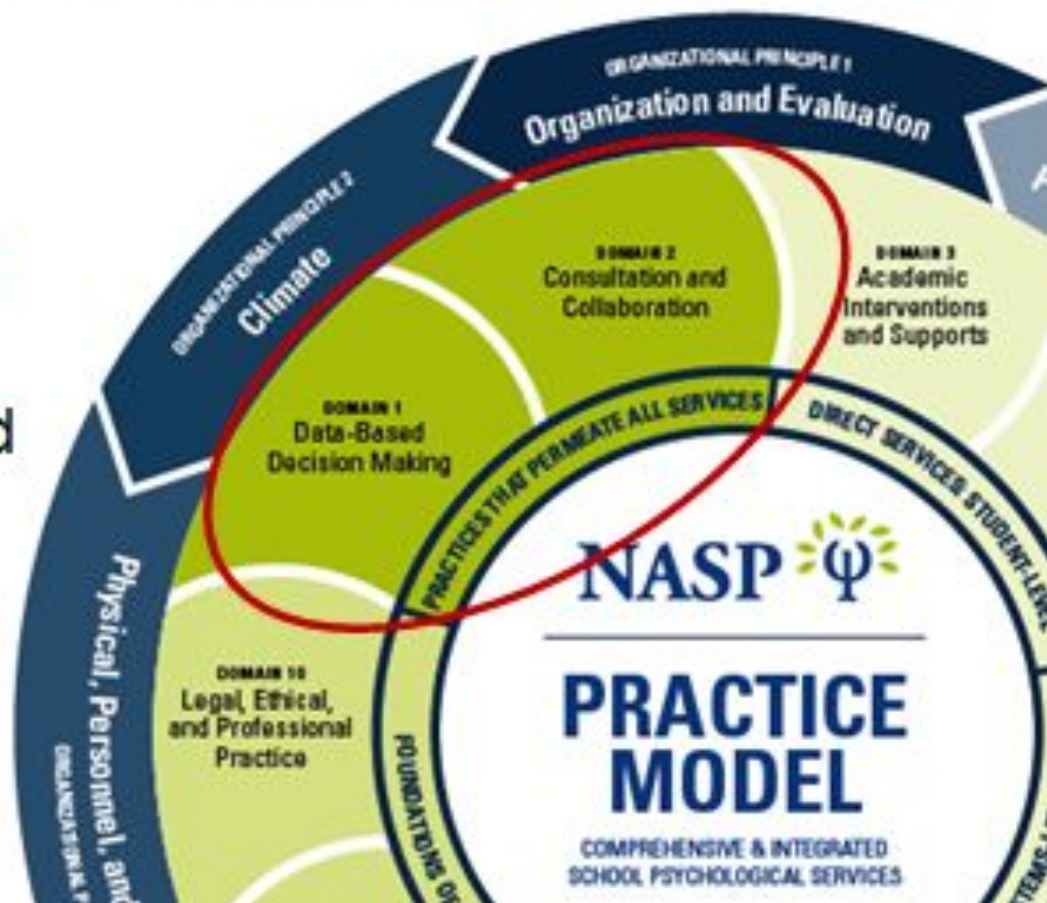 ORGANIZATIONAL PRINCIPLE 1
Organization and Evaluation
ORGANIZATIONAL PRINCIPLE 2
Climate
DOMAIN 2
Consultation and
Collaboration
DOMAIN 3
Academic
Interventions
and Supports
DOMAIN 1
Data-Based
Decision Making
PRACTICES THAT PERMEATE ALL SERVICES
DIRECT SERVICES STUDENT-LEVEL
NASP
PRACTICE
MODEL
COMPREHENSIVE & INTEGRATED
SCHOOL PSYCHOLOGICAL SERVICES
DOMAIN 10
Legal, Ethical,
and Professional
Practice
Physical, Personnel, and
FOUNDATIONS OF